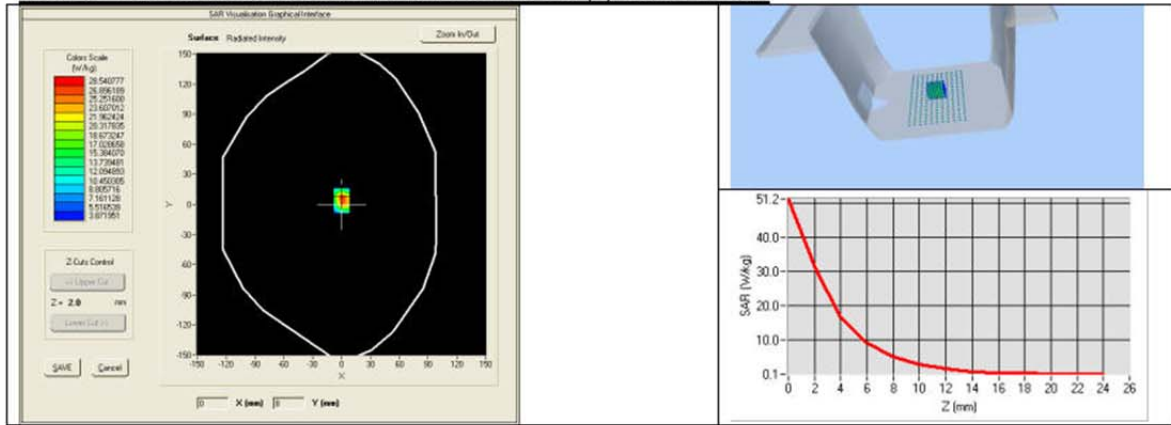 SAR Visualisation Graphical Interface
Surface Radiated Intensity
Zoom In/Out
Colors Scale
(W/kg)
28.540777
26.896189
25.251600
23.607012
21.962424
20.317835
18.673247
17.028658
15.384070
13.739481
12.094893
10.450305
8.805716
7.161128
5.516539
3.871951
150
120
90
60
30
0
-30
-60
-90
-120
-150
Y
-150 -120 -90 -60 -30 0 30 60 90 120 150
X
Z-Cuts Control
<< Upper Cut
Z = 2.0 mm
Lower Cut >>
SAVE Cancel
0 X (mm) 8 Y (mm)
51.2
40.0
30.0
20.0
10.0
0.1
SAR (W/kg)
0 2 4 6 8 10 12 14 16 18 20 22 24 26
Z (mm)